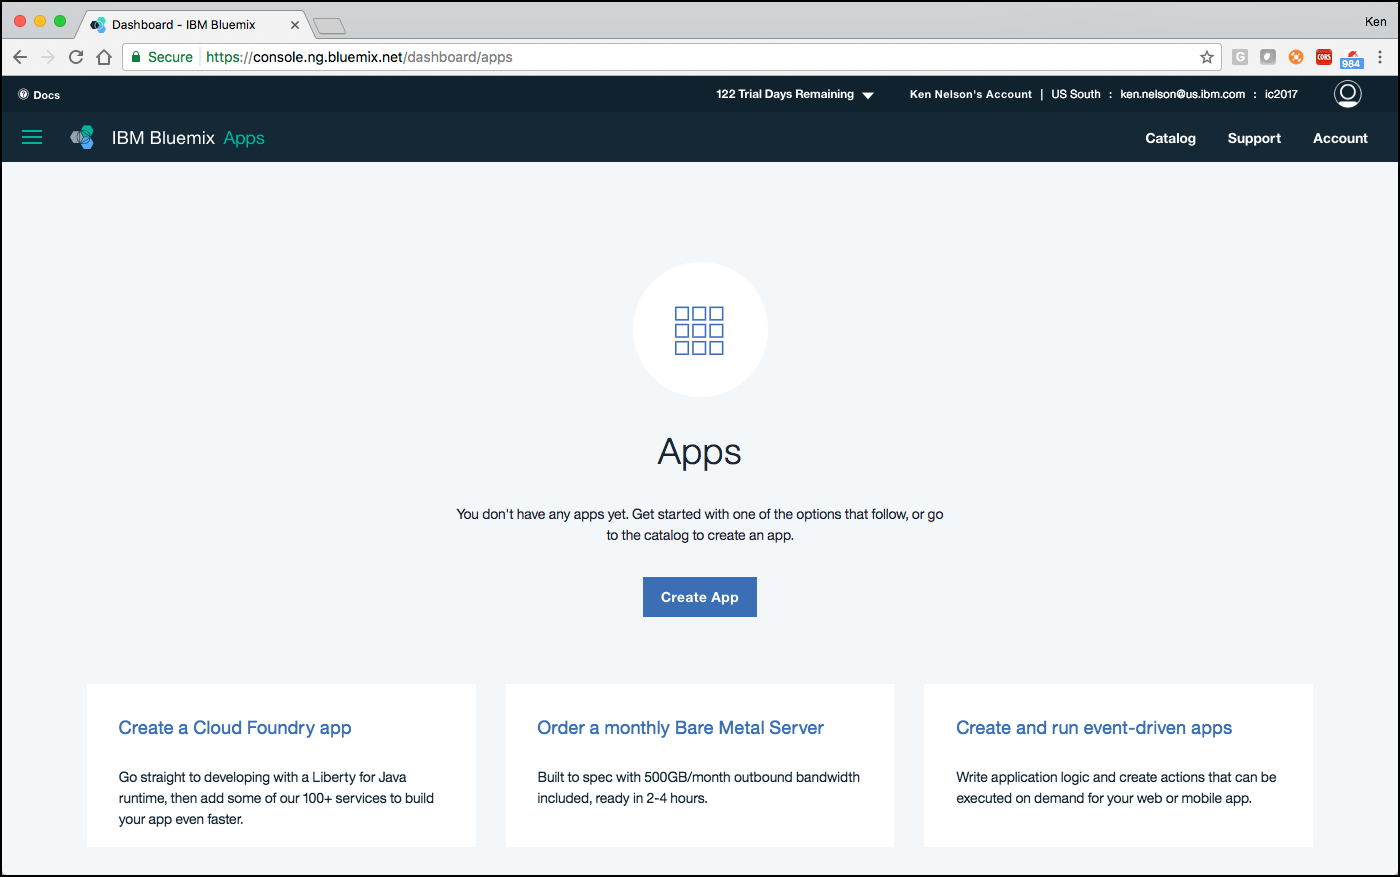 Dashboard - IBM Bluemix
Ken
Secure https://console.ng.bluemix.net/dashboard/apps
G
CORS
984
Docs
122 Trial Days Remaining
Ken Nelson's Account | US South : ken.nelson@us.ibm.com : ic2017
IBM Bluemix Apps
Catalog Support Account
Apps
You don't have any apps yet. Get started with one of the options that follow, or go
to the catalog to create an app.
Create App
Create a Cloud Foundry app
Go straight to developing with a Liberty for Java
runtime, then add some of our 100+ services to build
your app even faster.
Order a monthly Bare Metal Server
Built to spec with 500GB/month outbound bandwidth
included, ready in 2-4 hours.
Create and run event-driven apps
Write application logic and create actions that can be
executed on demand for your web or mobile app.